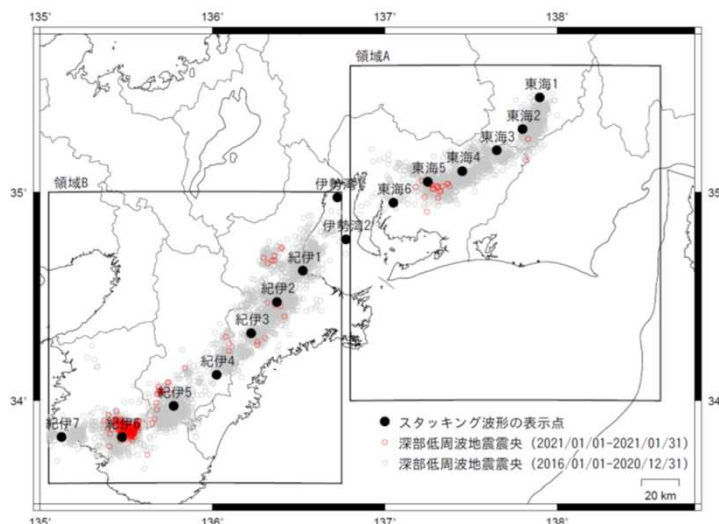 135° 136° 137° 138°
領域A
東海1
東海2
東海3
東海4
東海5
東海6
35° 35°
領域B
伊勢湾1
伊勢湾2
紀伊1
紀伊2
紀伊3
紀伊4
紀伊5
紀伊6
紀伊7
34° 34°
スタッキング波形の表示点
深部低周波地震震央 (2021/01/01-2021/01/31)
深部低周波地震震央 (2016/01/01-2020/12/31)
20 km
135° 136° 137° 138°